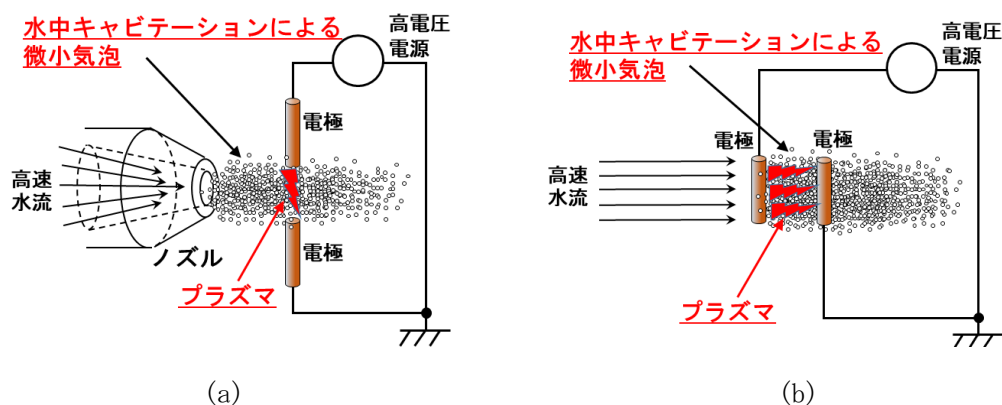 水中キャビテーションによる
微小気泡
高電圧
電源
電極
高速
水流
ノズル
電極
プラズマ
(a)
水中キャビテーションによる
微小気泡
高電圧
電源
電極
電極
高速
水流
プラズマ
(b)